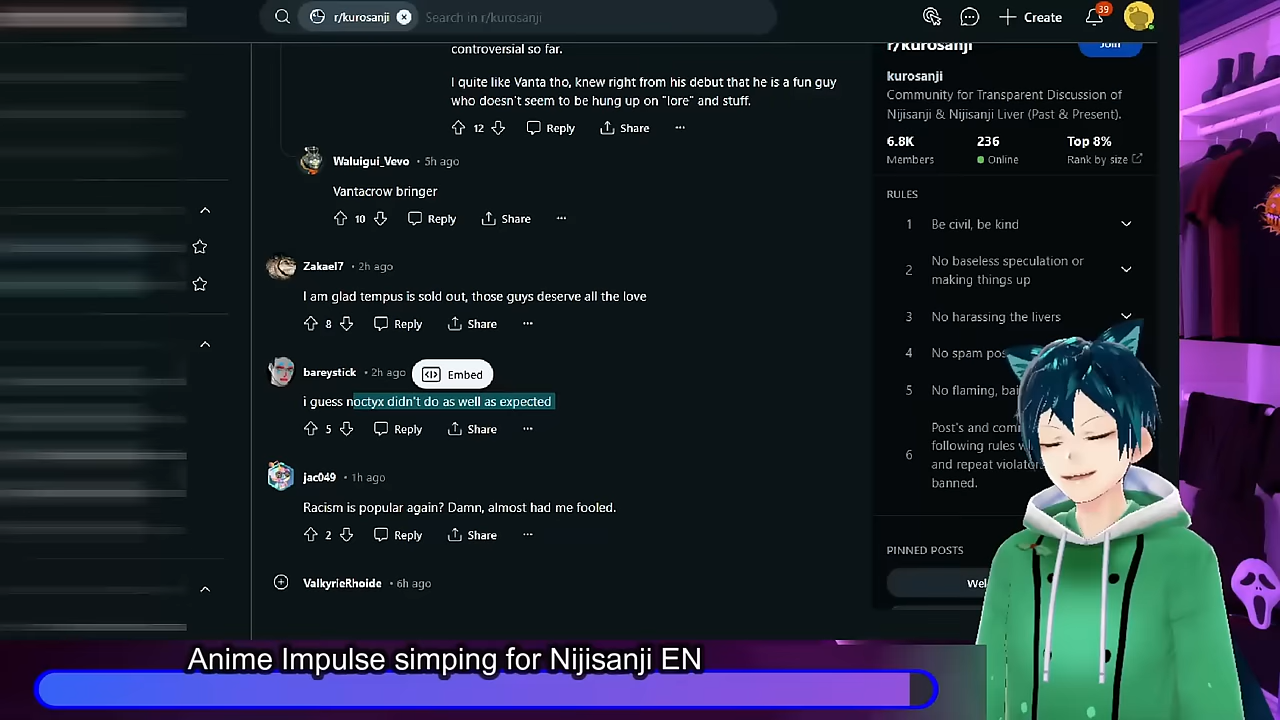 r/kurosanji
Search in r/kurosanji
Create
39
controversial so far.
I quite like Vanta tho, knew right from his debut that he is a fun guy
who doesn't seem to be hung up on "lore" and stuff.
12
Reply
Share
Waluigui_Vevo • 5h ago
Vantacrow bringer
10
Reply
Share
Zakael7 • 2h ago
I am glad tempus is sold out, those guys deserve all the love
8
Reply
Share
bareystick • 2h ago
Embed
i guess noctyx didn't do as well as expected
5
Reply
Share
jac049 • 1h ago
Racism is popular again? Damn, almost had me fooled.
2
Reply
Share
ValkyrieRhoide • 6h ago
r/kurosanji
Join
kurosanji
Community for Transparent Discussion of
Nijisanji & Nijisanji Liver (Past & Present).
6.8K
236
Top 8%
Members
Online
Rank by size
RULES
1
Be civil, be kind
2
No baseless speculation or
making things up
3
No harassing the livers
4
No spam
5
No flaming,
6
Post's and
following rules
and repeat
banned.
PINNED POSTS
Anime Impulse simping for Nijisanji EN